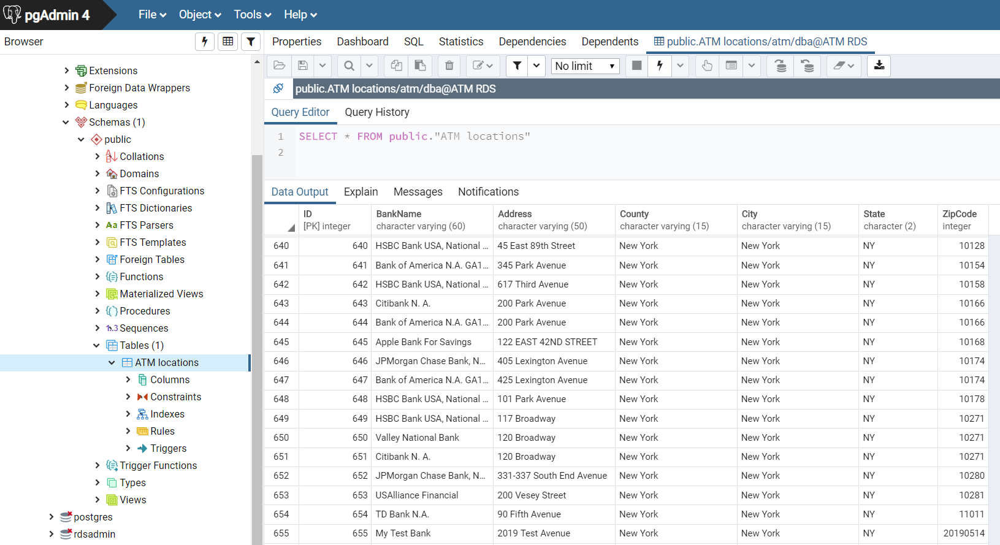 pgAdmin 4
File Object Tools Help
Browser
Properties Dashboard SQL Statistics Dependencies Dependents public.ATM locations/atm/dba@ATM RDS
No limit
public.ATM locations/atm/dba@ATM RDS
Query Editor Query History
1 SELECT * FROM public."ATM locations"
2
Extensions
Foreign Data Wrappers
Languages
Schemas (1)
public
Collations
Domains
FTS Configurations
FTS Dictionaries
Aa FTS Parsers
FTS Templates
Foreign Tables
Functions
Materialized Views
Procedures
1..3 Sequences
Tables (1)
ATM locations
Columns
Constraints
Indexes
Rules
Triggers
Trigger Functions
Types
Views
postgres
rdsadmin
Data Output Explain Messages Notifications
ID BankName Address County City State ZipCode
[PK] integer character varying (60) character varying (50) character varying (15) character varying (15) character (2) integer
640 640 HSBC Bank USA, National ... 45 East 89th Street New York New York NY 10128
641 641 Bank of America N.A. GA1... 345 Park Avenue New York New York NY 10154
642 642 HSBC Bank USA, National ... 617 Third Avenue New York New York NY 10158
643 643 Citibank N. A. 200 Park Avenue New York New York NY 10166
644 644 Bank of America N.A. GA1... 200 Park Avenue New York New York NY 10166
645 645 Apple Bank For Savings 122 EAST 42ND STREET New York New York NY 10168
646 646 JPMorgan Chase Bank, N... 405 Lexington Avenue New York New York NY 10174
647 647 Bank of America N.A. GA1... 425 Lexington Avenue New York New York NY 10174
648 648 HSBC Bank USA, National ... 101 Park Avenue New York New York NY 10178
649 649 HSBC Bank USA, National ... 117 Broadway New York New York NY 10271
650 650 Valley National Bank 120 Broadway New York New York NY 10271
651 651 Citibank N. A. 120 Broadway New York New York NY 10271
652 652 JPMorgan Chase Bank, N... 331-337 South End Avenue New York New York NY 10280
653 653 USAlliance Financial 200 Vesey Street New York New York NY 10281
654 654 TD Bank N.A. 90 Fifth Avenue New York New York NY 11011
655 655 My Test Bank 2019 Test Avenue New York New York NY 20190514